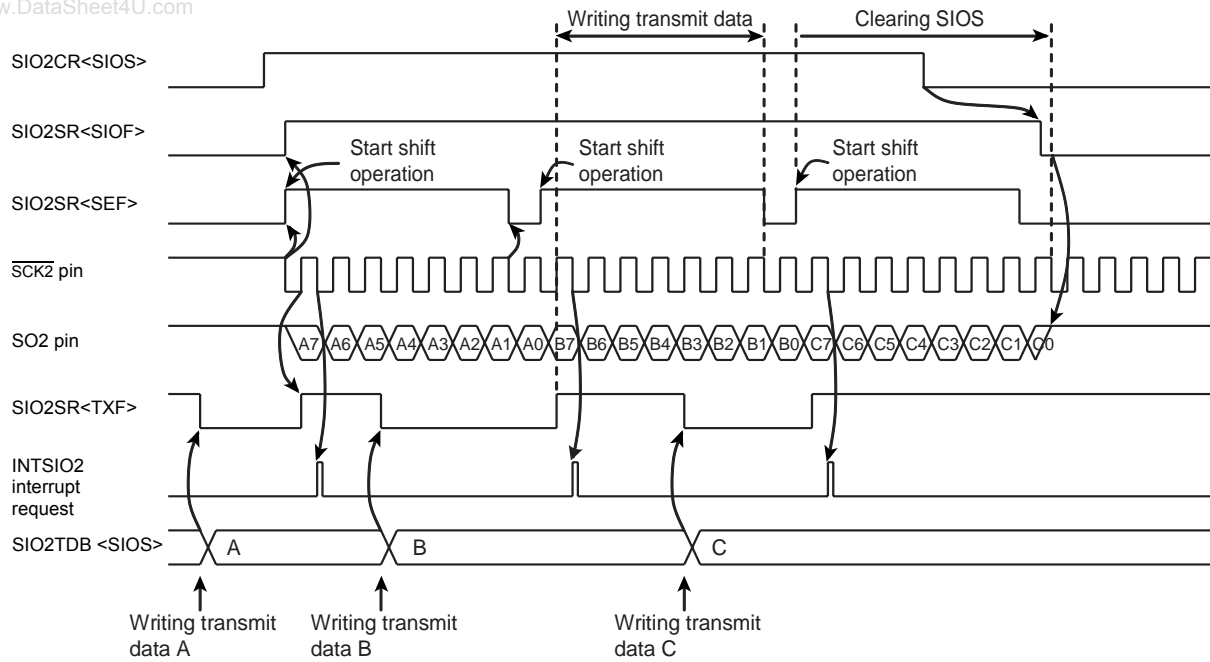 w.DataSheet4U.com
Writing transmit data
Clearing SIOS
SIO2CR<SIOS>
SIO2SR<SIOF>
Start shift
operation
Start shift
operation
Start shift
operation
SIO2SR<SEF>
SCK2 pin
SO2 pin
A7 A6 A5 A4 A3 A2 A1 A0 B7 B6 B5 B4 B3 B2 B1 B0 C7 C6 C5 C4 C3 C2 C1 C0
SIO2SR<TXF>
INTSIO2
interrupt
request
SIO2TDB <SIOS>
A
B
C
Writing transmit
data A
Writing transmit
data B
Writing transmit
data C